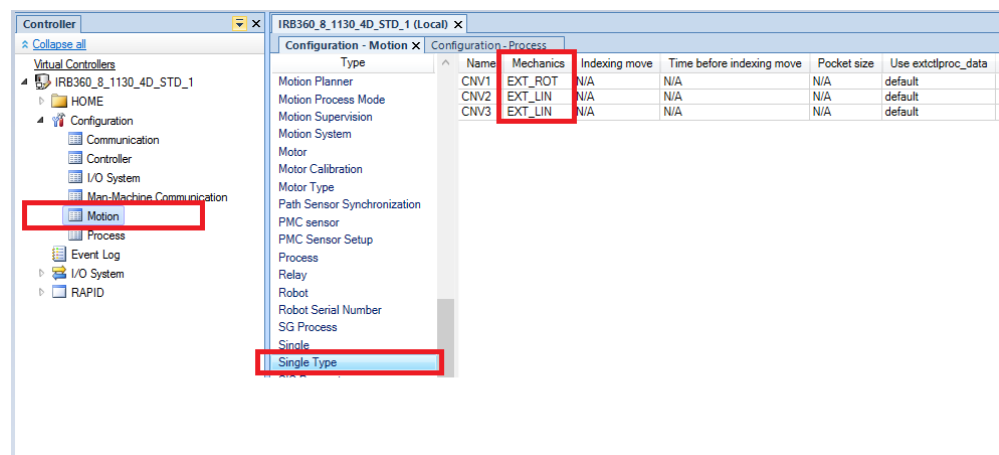 Controller
IRB360_8_1130_4D_STD_1 (Local)
Collapse all
Configuration - Motion
Configuration - Process
Virtual Controllers
IRB360_8_1130_4D_STD_1
HOME
Configuration
Communication
Controller
I/O System
Man-Machine Communication
Motion
Process
Event Log
I/O System
RAPID
Type
Motion Planner
Motion Process Mode
Motion Supervision
Motion System
Motor
Motor Calibration
Motor Type
Path Sensor Synchronization
PMC sensor
PMC Sensor Setup
Process
Relay
Robot
Robot Serial Number
SG Process
Single
Single Type
Name Mechanics Indexing move Time before indexing move Pocket size Use extctlproc_data
CNV1 EXT_ROT N/A N/A N/A default
CNV2 EXT_LIN N/A N/A N/A default
CNV3 EXT_LIN N/A N/A N/A default